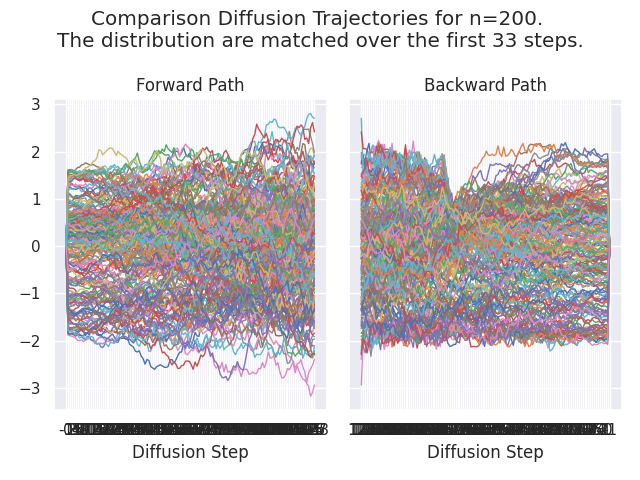 Comparison Diffusion Trajectories for n=200.
The distribution are matched over the first 33 steps.
Forward Path
Backward Path
3
2
1
0
−1
−2
−3
Diffusion Step
Diffusion Step